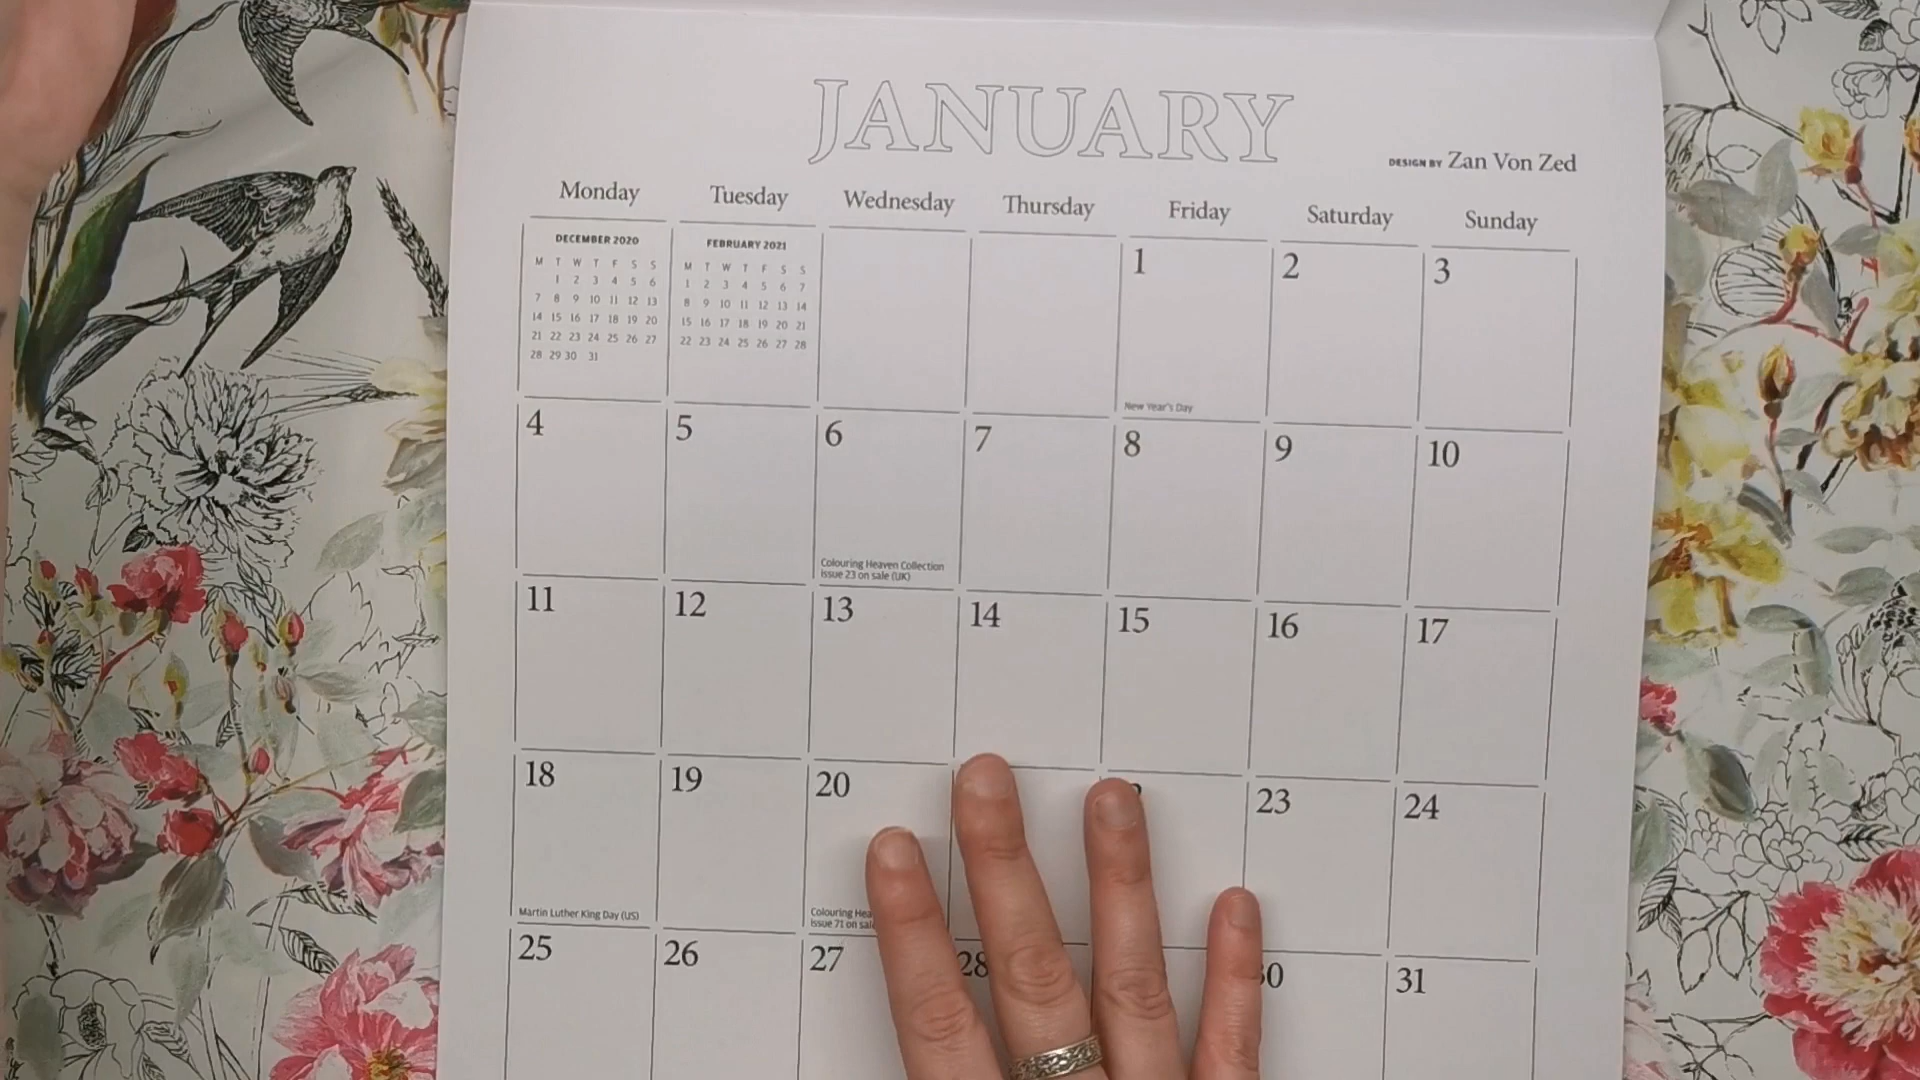 JANUARY
DESIGN BY Zan Von Zed
Monday Tuesday Wednesday Thursday Friday Saturday Sunday
DECEMBER 2020
M T W T F S S
1 2 3 4 5 6
7 8 9 10 11 12 13
14 15 16 17 18 19 20
21 22 23 24 25 26 27
28 29 30 31
FEBRUARY 2021
M T W T F S S
1 2 3 4 5 6 7
8 9 10 11 12 13 14
15 16 17 18 19 20 21
22 23 24 25 26 27 28
1 2 3
New Year's Day
4 5 6 7 8 9 10
Colouring Heaven Collection
Issue 23 on sale (UK)
11 12 13 14 15 16 17
18 19 20 23 24
Martin Luther King Day (US)
Colouring
Issue 71 on
25 26 27 28 31